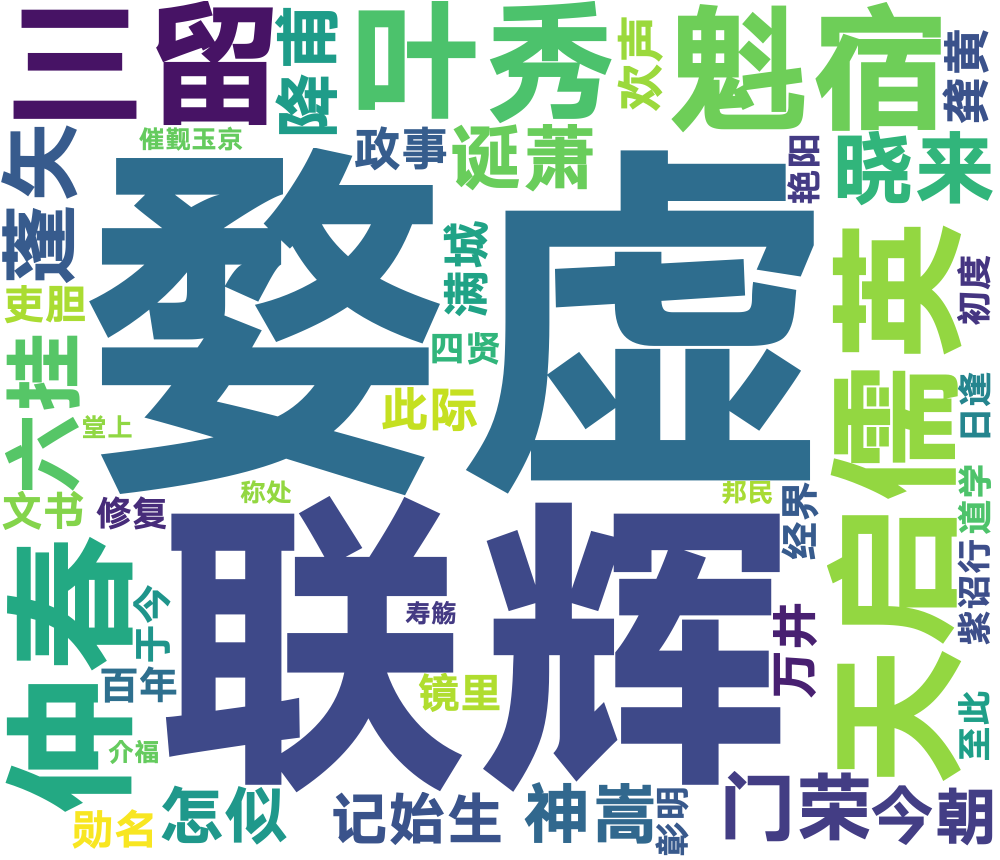 三留
降甫
叶秀
欢声
魁宿
龚黄
蓬矢
催觐玉京
政事
诞萧
艳阳
晓来
婺虚
满城
四贤
吏胆
此际
天启儒英
初度
日逢
六挂
堂上
文书
修复
称处
邦民
经界
道学
联辉
仲春
于今
寿觞
万井
紫诏行
百年
镜里
介福
至此
勋名
怎似
记始生
神嵩
彰明
门荣
今朝